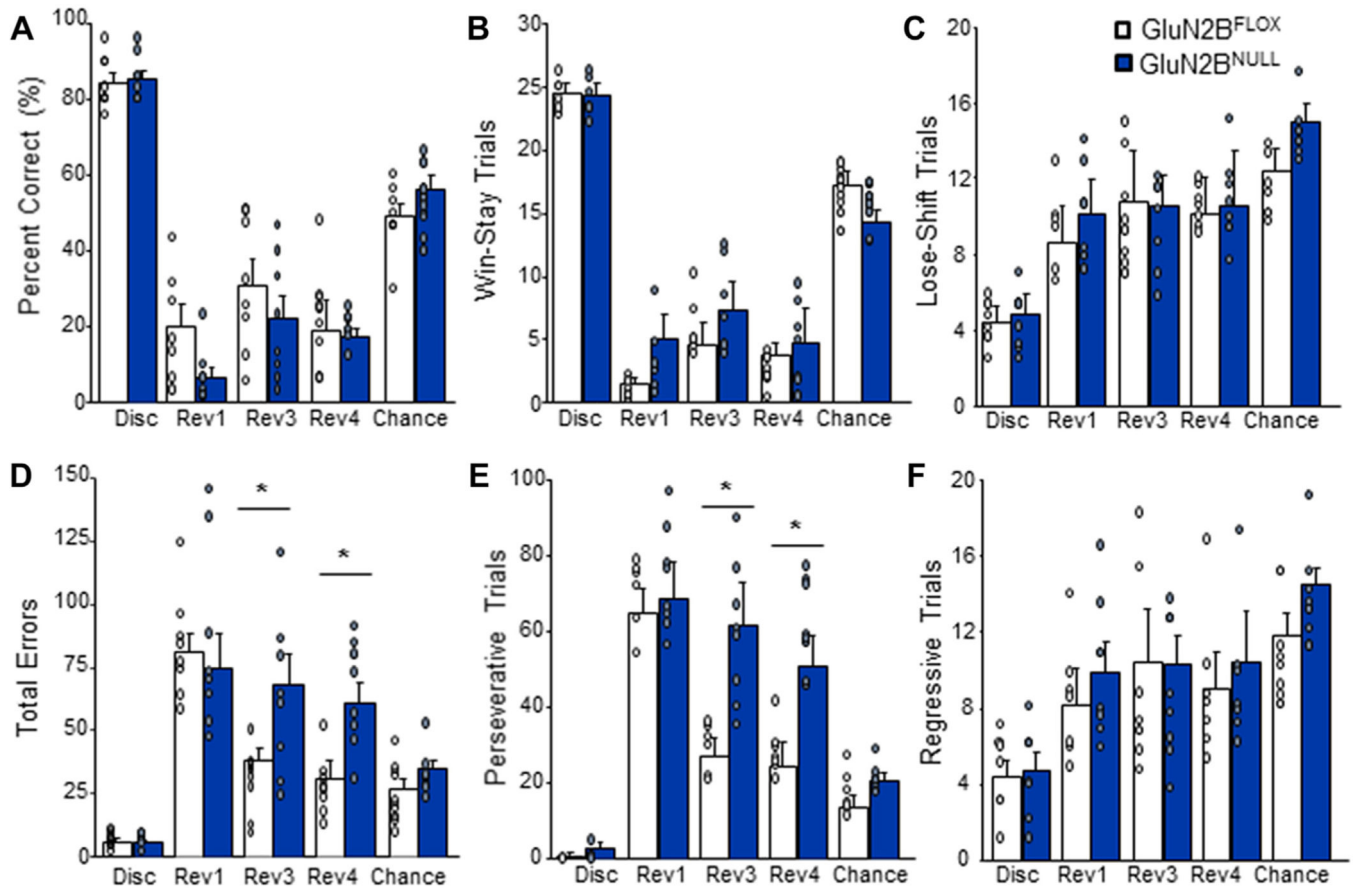 A
Percent Correct (%)
100
80
60
40
20
0
Disc Rev1 Rev3 Rev4 Chance
B
Win-Stay Trials
30
25
20
15
10
5
0
Disc Rev1 Rev3 Rev4 Chance
C
Lose-Shift Trials
20
16
12
8
4
0
GluN2BFLOX
GluN2BNULL
Disc Rev1 Rev3 Rev4 Chance
D
Total Errors
150
125
100
75
50
25
0
* *
Disc Rev1 Rev3 Rev4 Chance
E
Perseverative Trials
100
80
60
40
20
0
* *
Disc Rev1 Rev3 Rev4 Chance
F
Regressive Trials
20
16
12
8
4
0
Disc Rev1 Rev3 Rev4 Chance